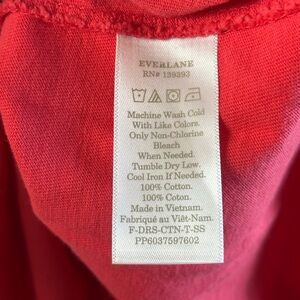 EVERLANE
RN# 139393
Machine Wash Cold
With Like Colors.
Only Non-Chlorine
Bleach
When Needed.
Tumble Dry Low.
Cool Iron If Needed.
100% Cotton.
100% Coton.
Made in Vietnam.
Fabriqué au Viêt-Nam.
F-DRS-CTN-T-SS
PP6037597602